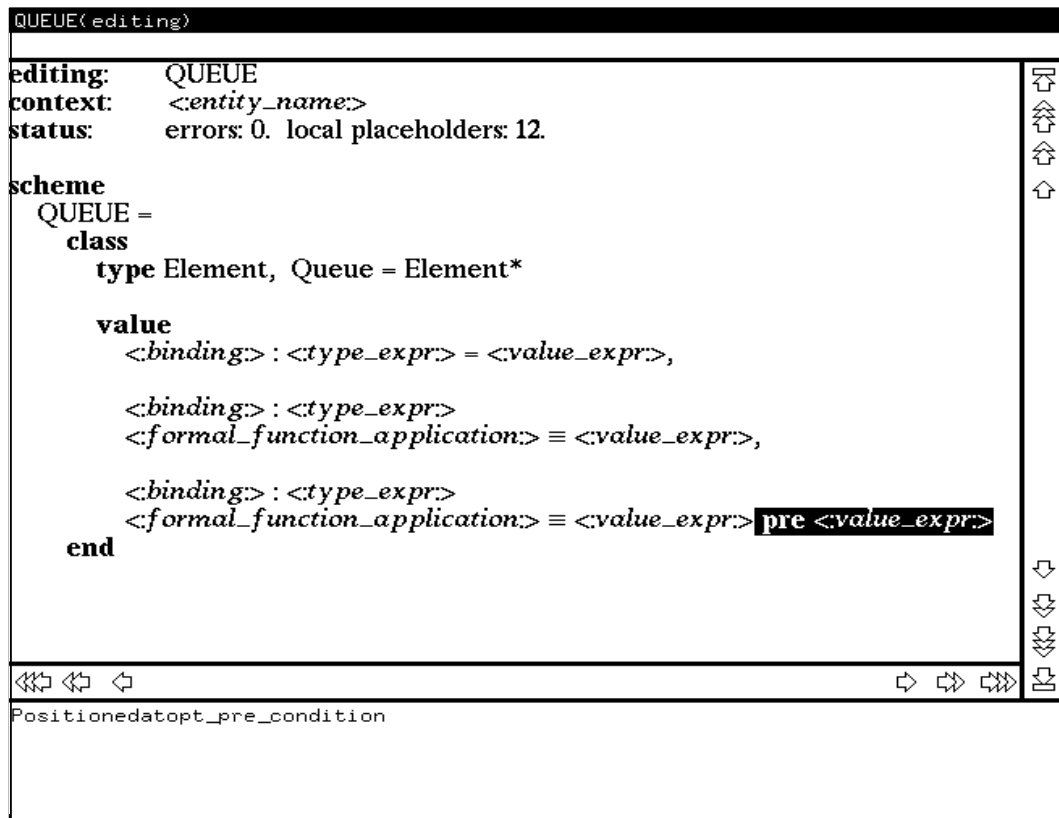 QUEUE(editing)
editing: QUEUE
context: <:entity_name:>
status: errors: 0. local placeholders: 12.
scheme
QUEUE =
class
type Element, Queue = Element*
value
<:binding:> : <:type_expr:> = <:value_expr:>,
<:binding:> : <:type_expr:>
<:formal_function_application:> ≡ <:value_expr:>,
<:binding:> : <:type_expr:>
<:formal_function_application:> ≡ <:value_expr:> pre <:value_expr:>
end
Positionedatopt_pre_condition